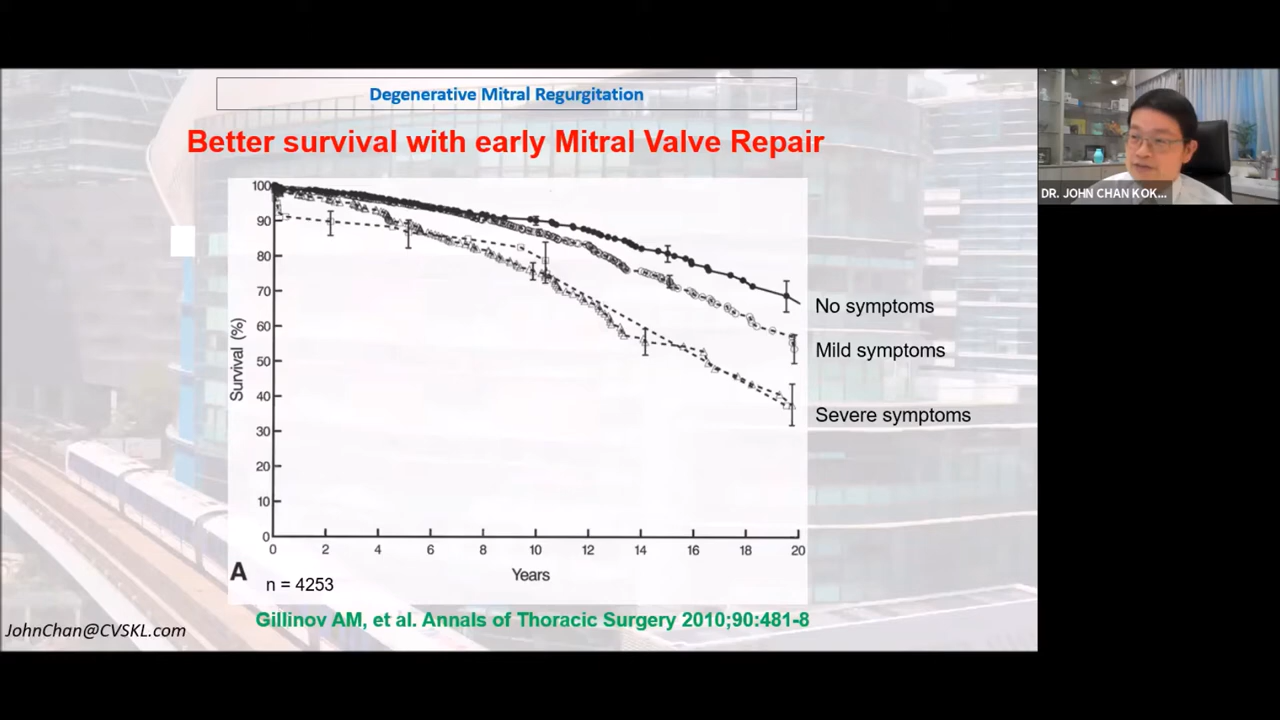 Degenerative Mitral Regurgitation
Better survival with early Mitral Valve Repair
100
90
80
70
60
50
40
30
20
10
0
Survival (%)
0 2 4 6 8 10 12 14 16 18 20
Years
No symptoms
Mild symptoms
Severe symptoms
A
n = 4253
Gillinov AM, et al. Annals of Thoracic Surgery 2010;90:481-8
JohnChan@CVSKL.com
DR. JOHN CHAN KOK...